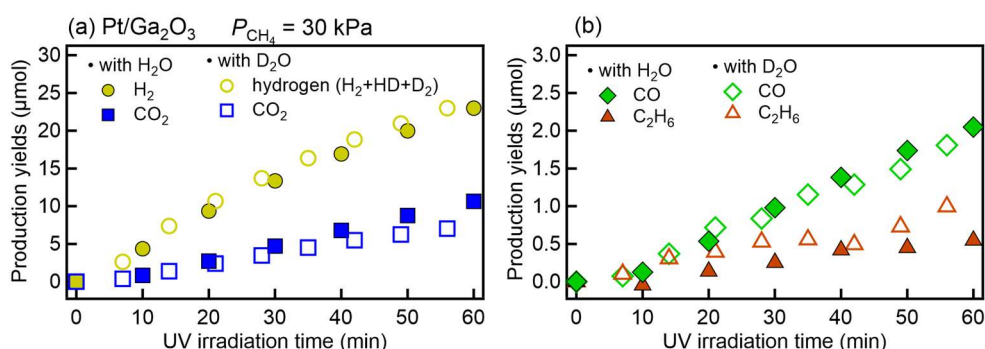 (a) Pt/Ga₂O₃ P_CH₄ = 30 kPa
Production yields (μmol)
30
25
20
15
10
5
0
• with H₂O
H₂
CO₂
• with D₂O
hydrogen (H₂+HD+D₂)
CO₂
0 10 20 30 40 50 60
UV irradiation time (min)
(b)
Production yields (μmol)
3.0
2.5
2.0
1.5
1.0
0.5
0.0
• with H₂O
CO
C₂H₆
• with D₂O
CO
C₂H₆
0 10 20 30 40 50 60
UV irradiation time (min)